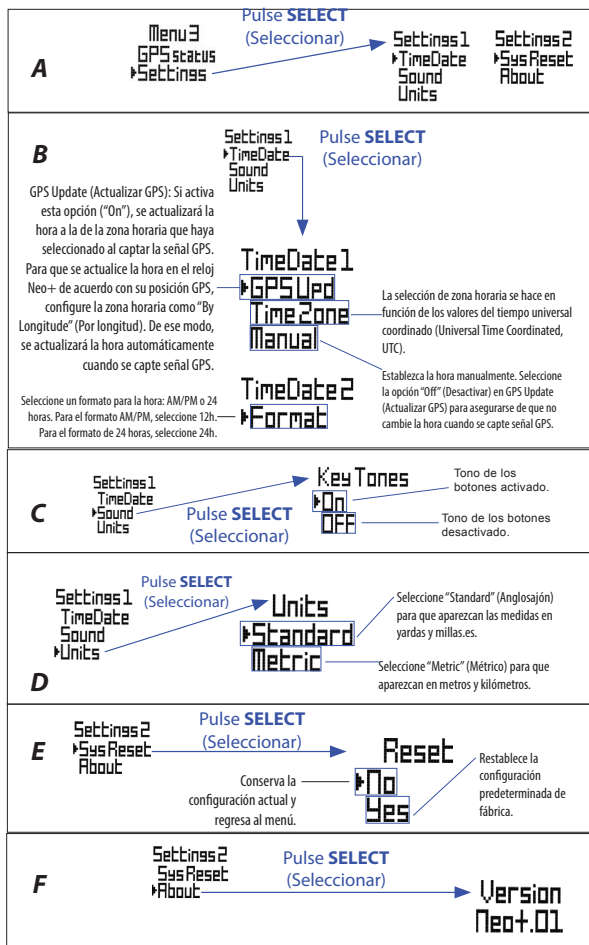 A
Menu3
GPSstatus
▸Settings
Pulse SELECT
(Seleccionar)
Settings1
▸TimeDate
Sound
Units
Settings2
▸SysReset
About
B
Settings1
▸TimeDate
Sound
Units
Pulse SELECT
(Seleccionar)
GPS Update (Actualizar GPS): Si activa
esta opción (“On”), se actualizará la
hora a la de la zona horaria que haya
seleccionado al captar la señal GPS.
Para que se actualice la hora en el reloj
Neo+ de acuerdo con su posición GPS,
configure la zona horaria como “By
Longitude” (Por longitud). De ese modo,
se actualizará la hora automáticamente
cuando se capte señal GPS.
TimeDate1
▸GPSUpd
TimeZone
Manual
La selección de zona horaria se hace en
función de los valores del tiempo universal
coordinado (Universal Time Coordinated,
UTC).
Establezca la hora manualmente. Seleccione
la opción “Off” (Desactivar) en GPS Update
(Actualizar GPS) para asegurarse de que no
cambie la hora cuando se capte señal GPS.
Seleccione un formato para la hora: AM/PM o 24
horas. Para el formato AM/PM, seleccione 12h.
Para el formato de 24 horas, seleccione 24h.
TimeDate2
▸Format
C
Settings1
TimeDate
▸Sound
Units
Pulse SELECT
(Seleccionar)
KeyTones
▸On
OFF
Tono de los
botones activado.
Tono de los botones
desactivado.
D
Settings1
TimeDate
Sound
▸Units
Pulse SELECT
(Seleccionar)
Units
▸Standard
Metric
Seleccione “Standard” (Anglosajón)
para que aparezcan las medidas en
yardas y millas.es.
Seleccione “Metric” (Métrico) para que
aparezcan en metros y kilómetros.
E
Settings2
▸SysReset
About
Pulse SELECT
(Seleccionar)
Reset
▸No
Yes
Conserva la
configuración actual y
regresa al menú.
Restablece la
configuración
predeterminada de
fábrica.
F
Settings2
SysReset
▸About
Pulse SELECT
(Seleccionar)
Version
Neo+.01